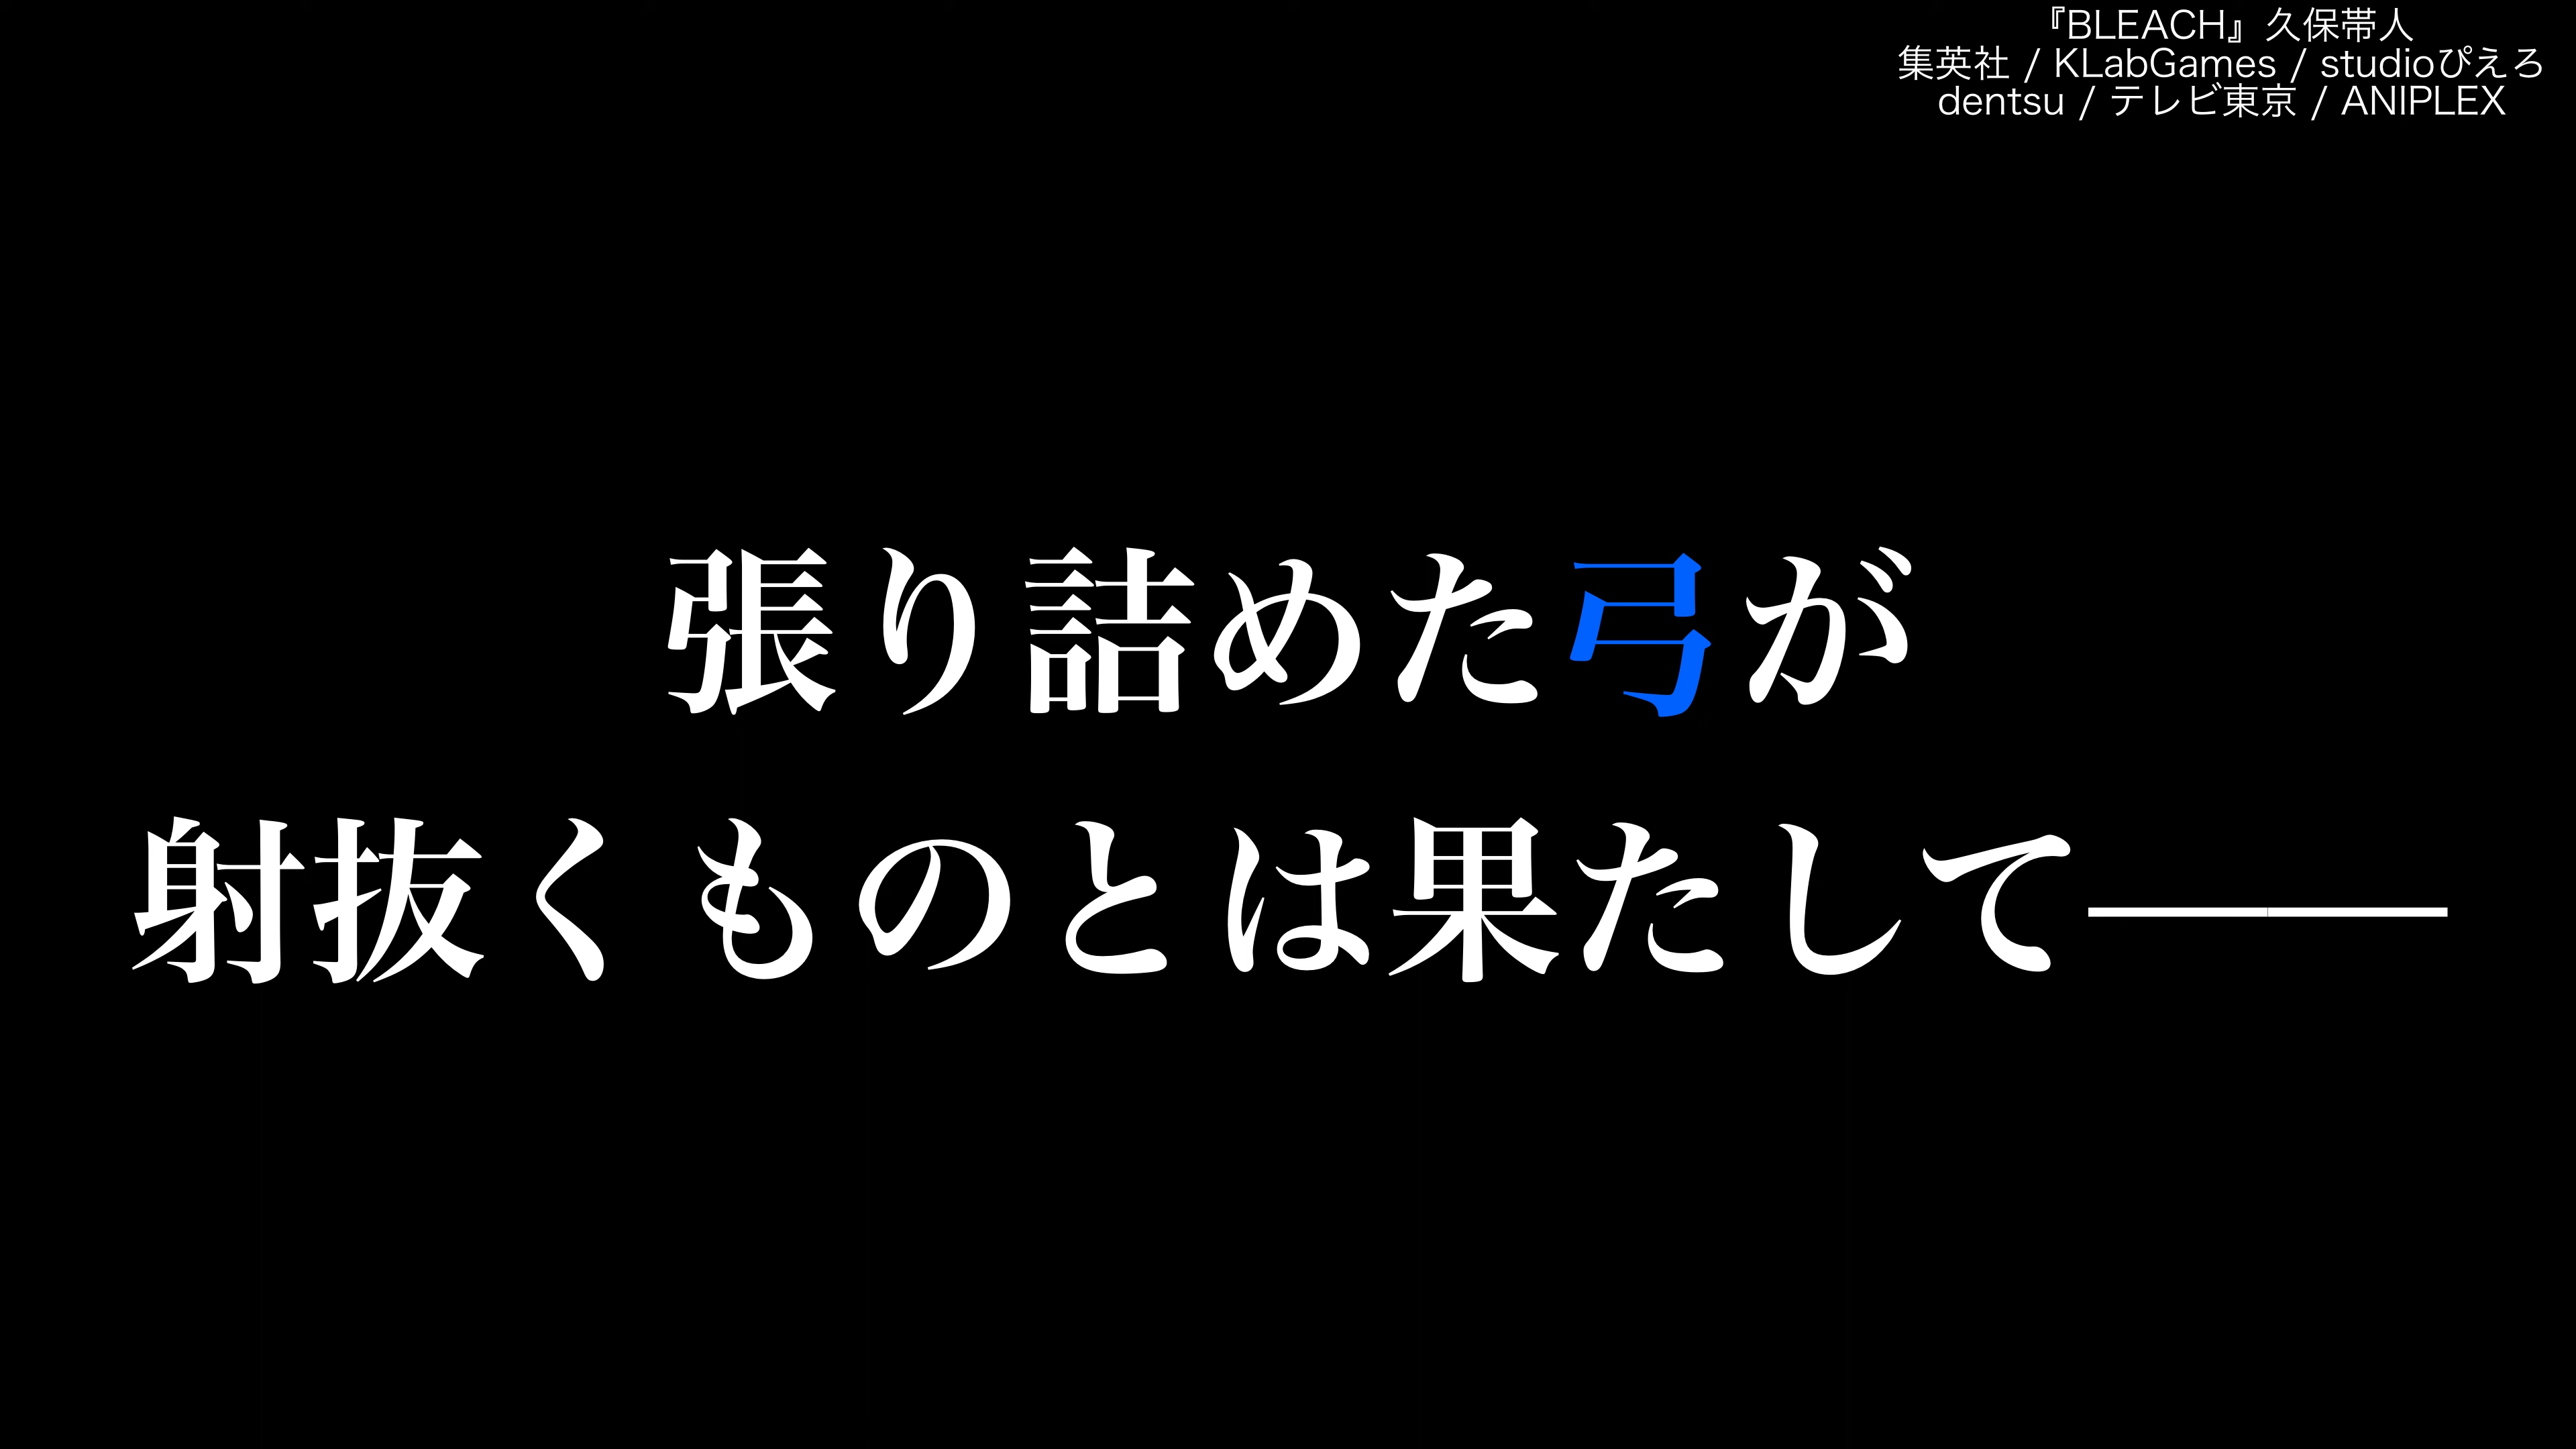 『BLEACH』久保帯人
集英社 / KLabGames / studioぴえろ
dentsu / テレビ東京 / ANIPLEX
張り詰めた弓が
射抜くものとは果たして――